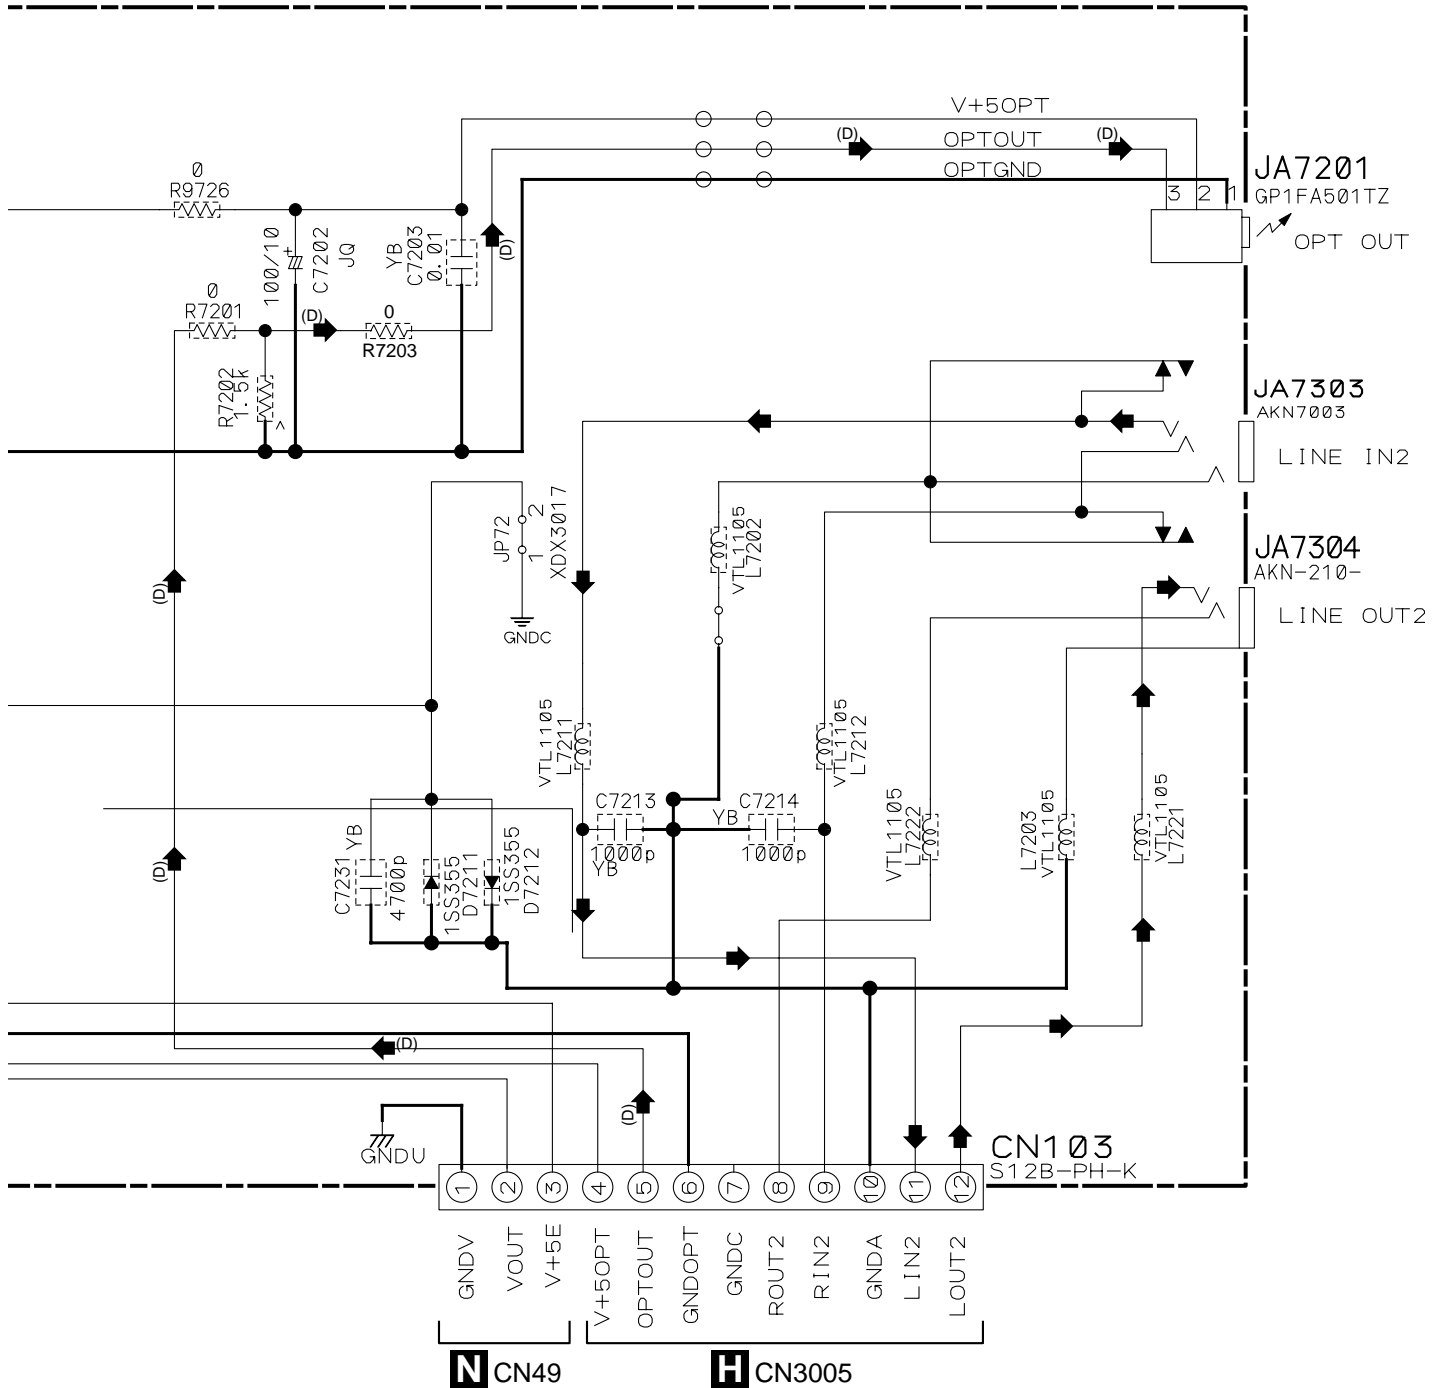 V+5OPT
(D)
OPTOUT
(D)
OPTGND
JA7201
GP1FA501TZ
3
2
1
OPT OUT
0
R9726
100/10
+
C7202
JQ
YB
C7203
0.01
(D)
0
R7201
(D)
0
R7203
R7202
1.5k
JA7303
AKN7003
LINE IN2
JP72
2
1
XDX3017
GNDC
VTL1105
L7202
JA7304
AKN-210-
LINE OUT2
(D)
VTL1105
L7211
VTL1105
L7212
C7213
1000p
YB
YB
C7214
1000p
VTL1105
L7222
L7203
VTL1105
VTL1105
L7221
(D)
C7231
YB
4700p
1SS355
D7211
1SS355
D7212
(D)
(D)
GNDU
CN103
S12B-PH-K
1
2
3
4
5
6
7
8
9
10
11
12
GNDV
VOUT
V+5E
V+5OPT
OPTOUT
GNDOPT
GNDC
ROUT2
RIN2
GNDA
LIN2
LOUT2
N CN49
H CN3005